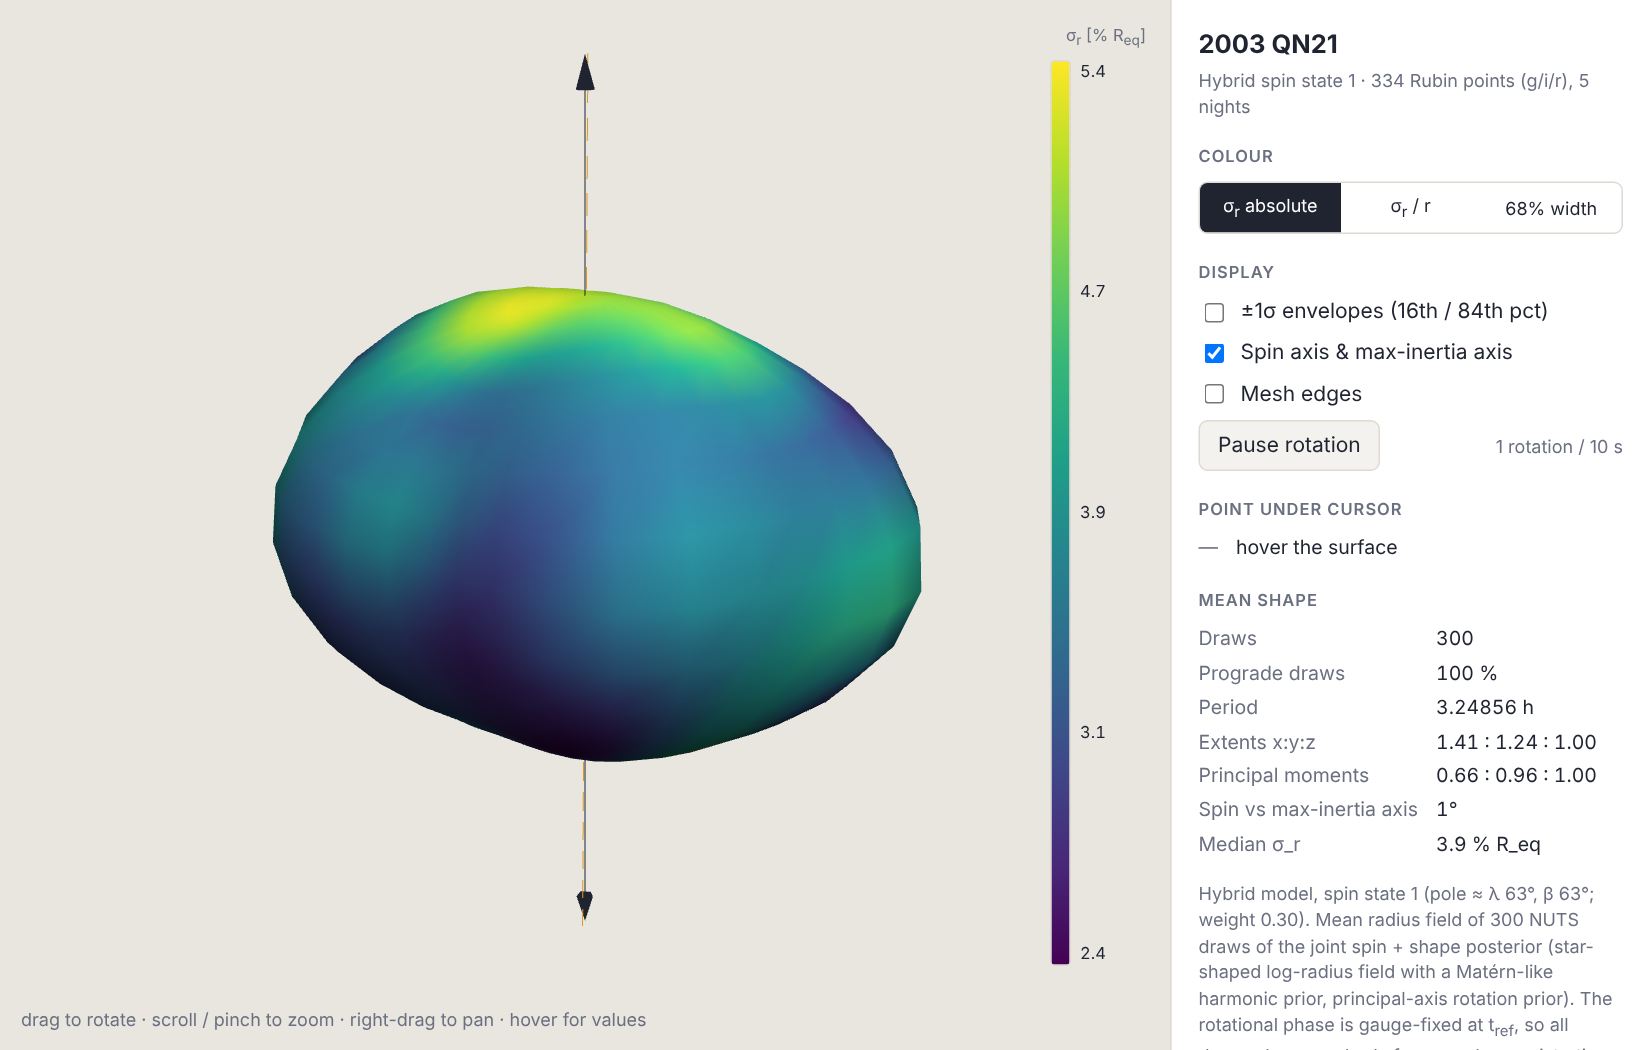 σr [% Req]
5.4
4.7
3.9
3.1
2.4
drag to rotate · scroll / pinch to zoom · right-drag to pan · hover for values
2003 QN21
Hybrid spin state 1 · 334 Rubin points (g/i/r), 5
nights
COLOUR
σr absolute σr / r 68% width
DISPLAY
±1σ envelopes (16th / 84th pct)
Spin axis & max-inertia axis
Mesh edges
Pause rotation 1 rotation / 10 s
POINT UNDER CURSOR
— hover the surface
MEAN SHAPE
Draws 300
Prograde draws 100 %
Period 3.24856 h
Extents x:y:z 1.41 : 1.24 : 1.00
Principal moments 0.66 : 0.96 : 1.00
Spin vs max-inertia axis 1°
Median σ_r 3.9 % R_eq
Hybrid model, spin state 1 (pole ≈ λ 63°, β 63°;
weight 0.30). Mean radius field of 300 NUTS
draws of the joint spin + shape posterior (star-
shaped log-radius field with a Matérn-like
harmonic prior, principal-axis rotation prior). The
rotational phase is gauge-fixed at tref, so all